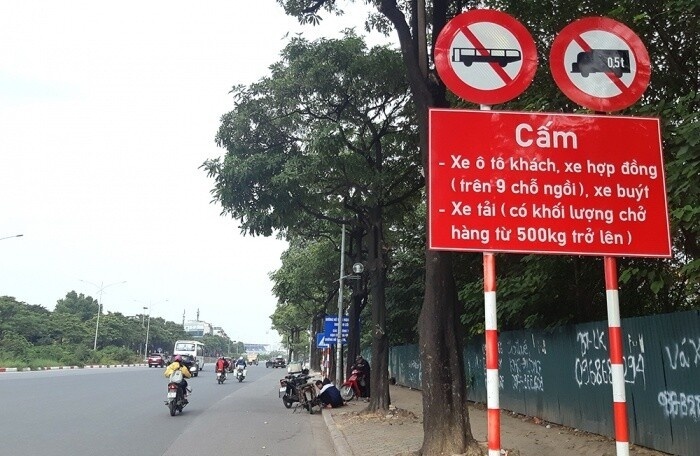 0,5t
Cấm
- Xe ô tô khách, xe hợp đồng
( trên 9 chỗ ngồi ), xe buýt
- Xe tải ( có khối lượng chở
hàng từ 500kg trở lên )